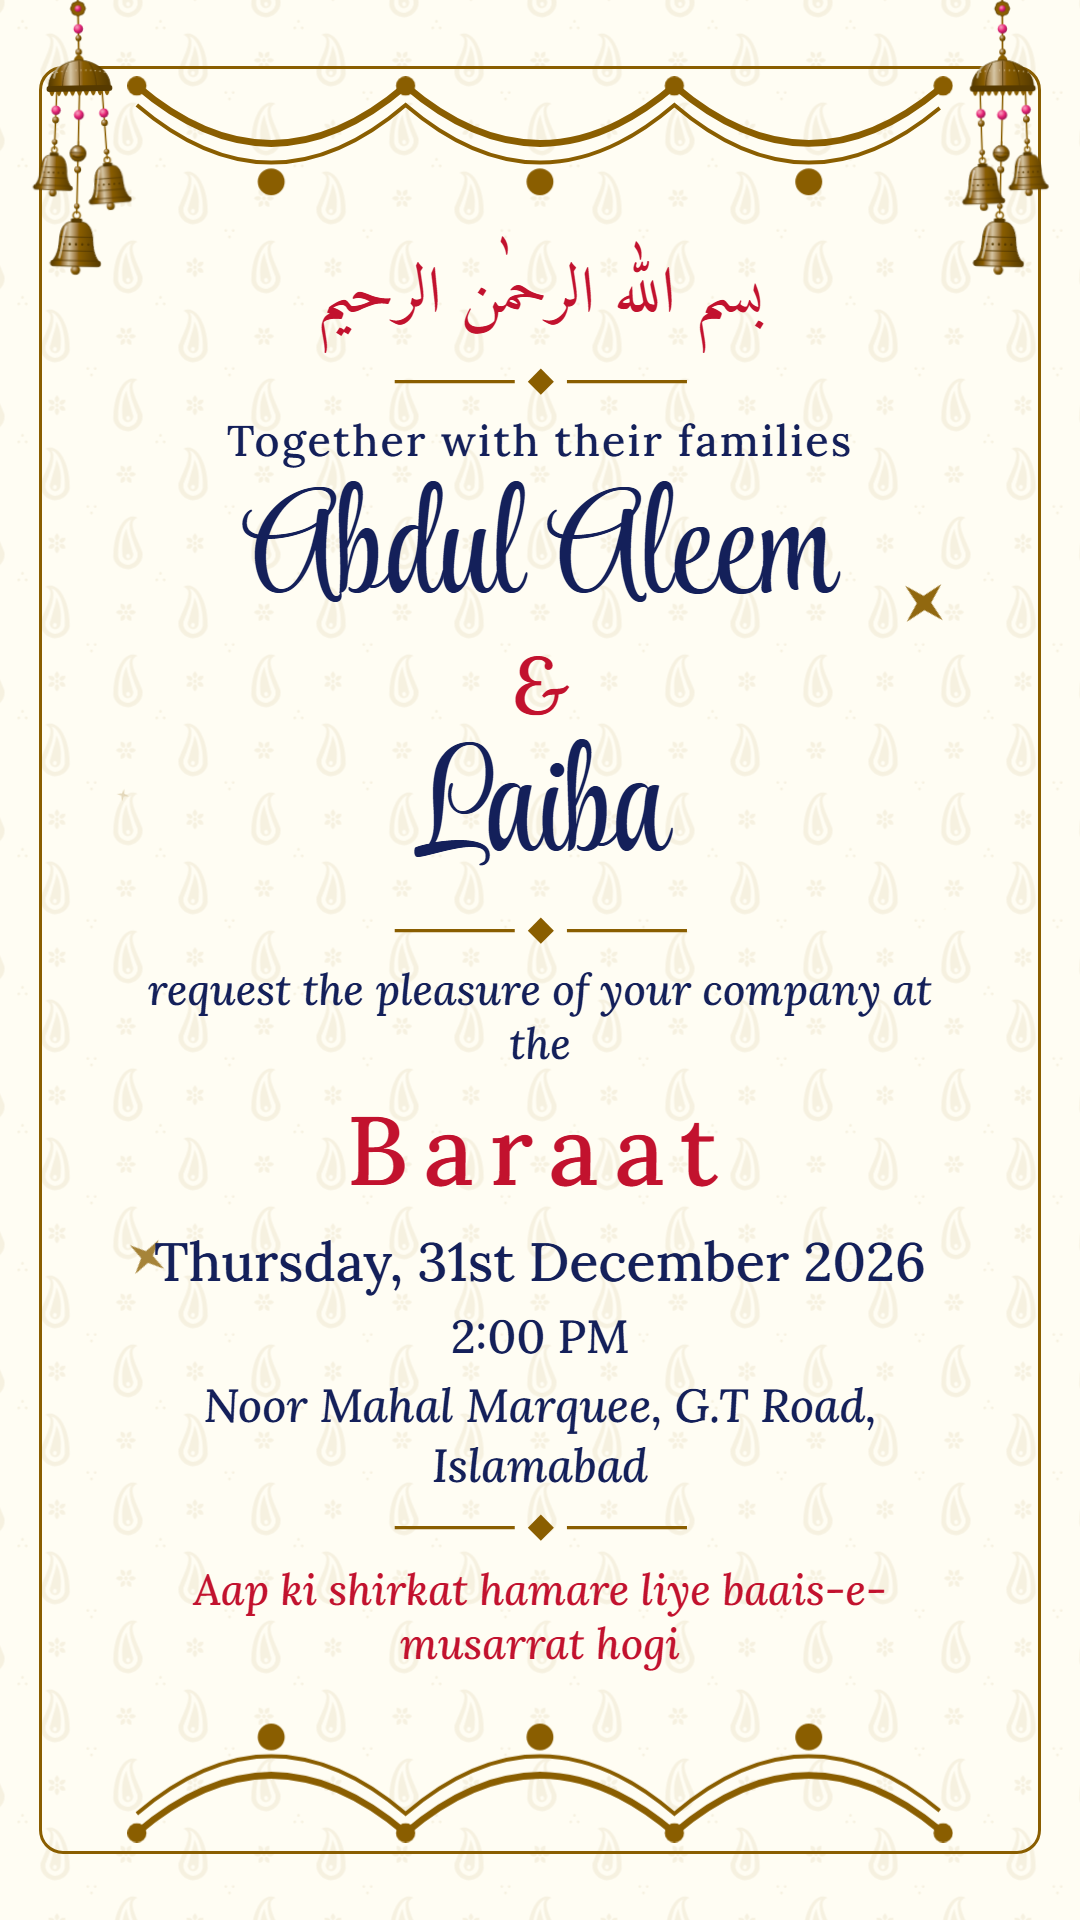 بسم الله الرحمٰن الرحيم
Together with their families
Abdul Aleem
&
Laiba
request the pleasure of your company at
the
Baraat
Thursday, 31st December 2026
2:00 PM
Noor Mahal Marquee, G.T Road,
Islamabad
Aap ki shirkat hamare liye baais-e-
musarrat hogi